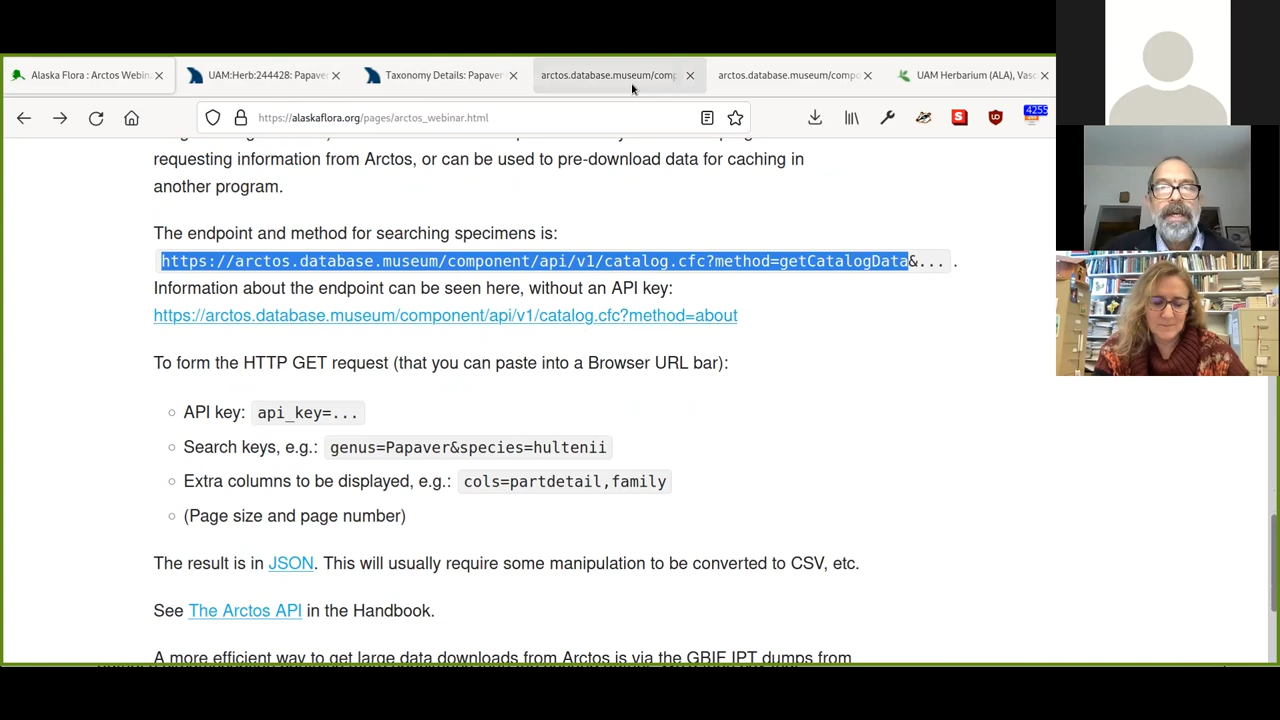 Alaska Flora : Arctos Webin
UAM:Herb:244428: Papave
Taxonomy Details: Papaver
arctos.database.museum/comp
arctos.database.museum/compo
UAM Herbarium (ALA), Vasc
https://alaskaflora.org/pages/arctos_webinar.html
4255
requesting information from Arctos, or can be used to pre-download data for caching in
another program.
The endpoint and method for searching specimens is:
https://arctos.database.museum/component/api/v1/catalog.cfc?method=getCatalogData&... .
Information about the endpoint can be seen here, without an API key:
https://arctos.database.museum/component/api/v1/catalog.cfc?method=about
To form the HTTP GET request (that you can paste into a Browser URL bar):
API key: api_key=...
Search keys, e.g.: genus=Papaver&species=hultenii
Extra columns to be displayed, e.g.: cols=partdetail,family
(Page size and page number)
The result is in JSON. This will usually require some manipulation to be converted to CSV, etc.
See The Arctos API in the Handbook.
A more efficient way to get large data downloads from Arctos is via the GBIF IPT dumps from